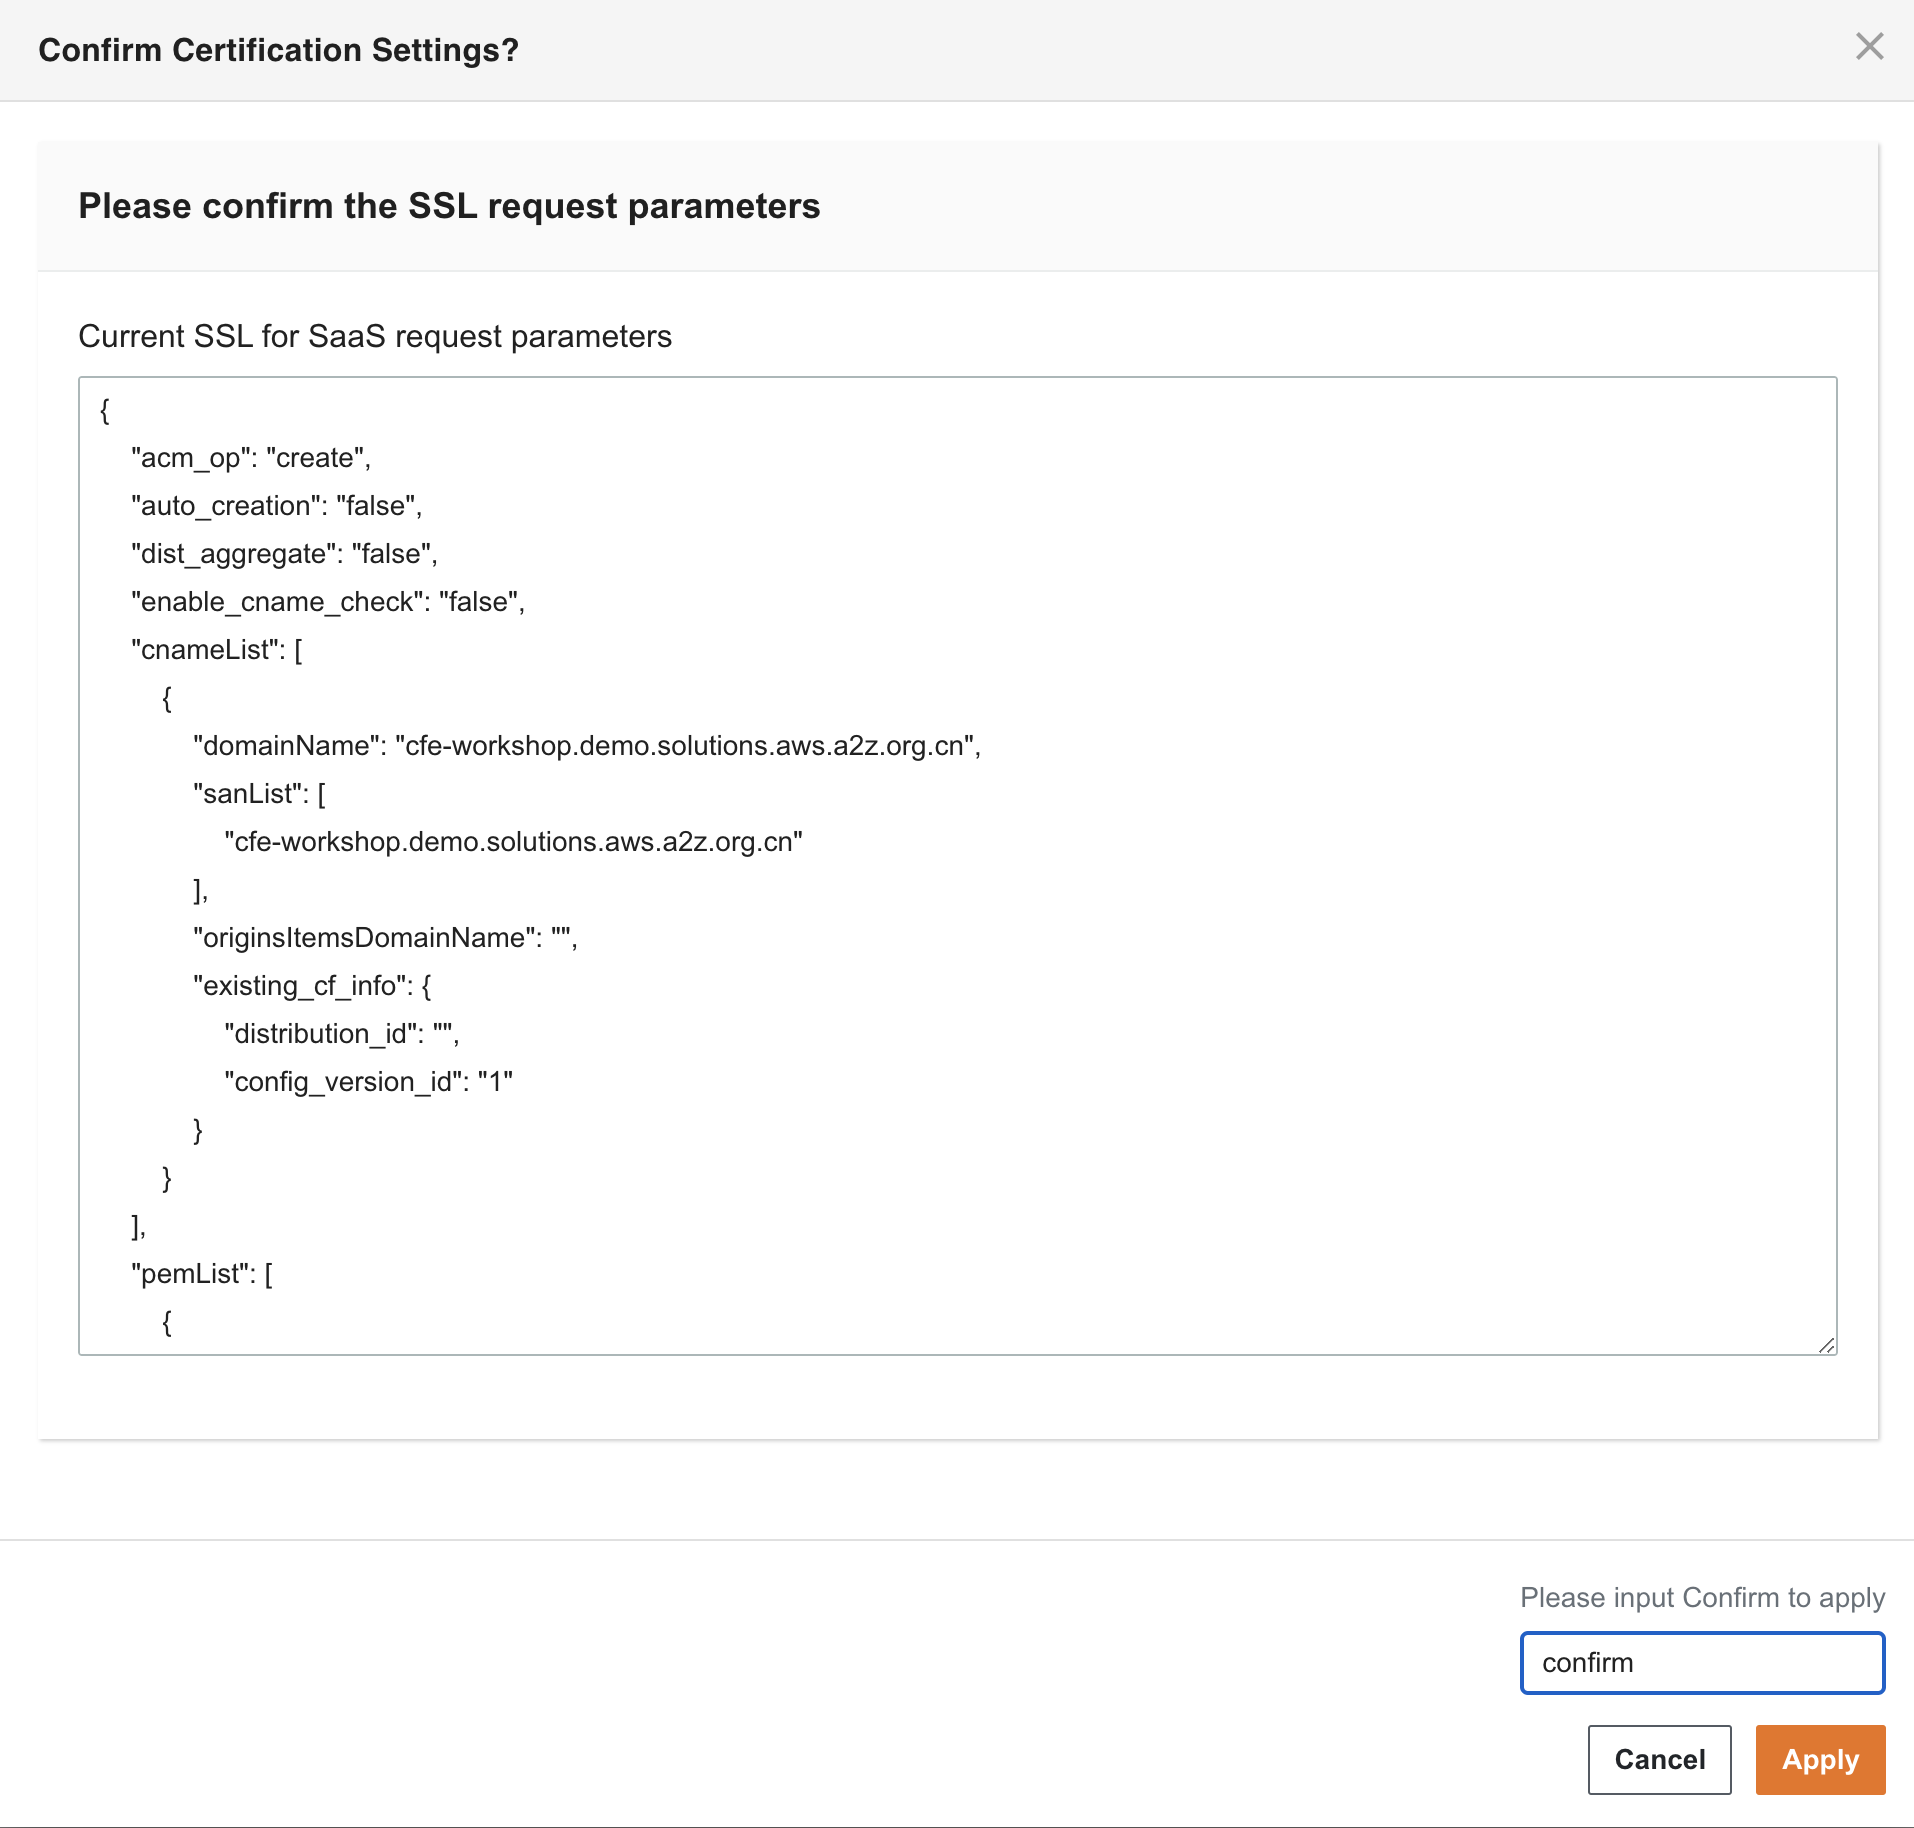 Confirm Certification Settings?
Please confirm the SSL request parameters
Current SSL for SaaS request parameters
{
"acm_op": "create",
"auto_creation": "false",
"dist_aggregate": "false",
"enable_cname_check": "false",
"cnameList": [
{
"domainName": "cfe-workshop.demo.solutions.aws.a2z.org.cn",
"sanList": [
"cfe-workshop.demo.solutions.aws.a2z.org.cn"
],
"originsItemsDomainName": "",
"existing_cf_info": {
"distribution_id": "",
"config_version_id": "1"
}
}
],
"pemList": [
{
Please input Confirm to apply
confirm
Cancel Apply